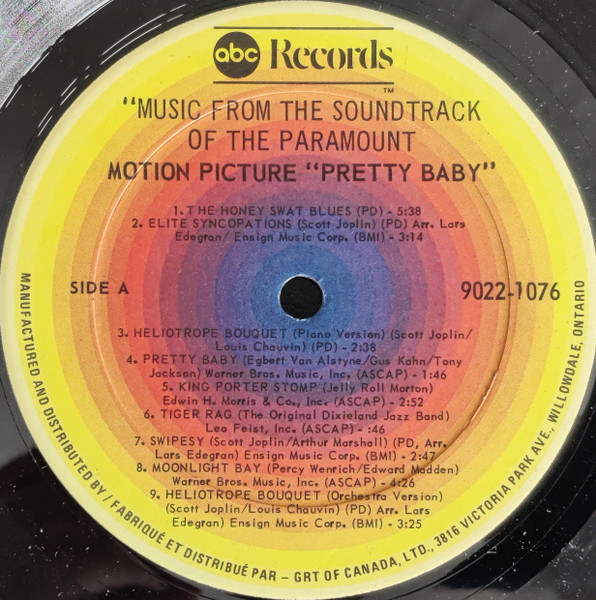 abc Records
TM
"MUSIC FROM THE SOUNDTRACK
OF THE PARAMOUNT
MOTION PICTURE "PRETTY BABY"
1. THE HONEY SWAT BLUES (PD) - 5:38
2. ELITE SYNCOPATIONS (Scott Joplin) (PD) Arr. Lars
Edegran/ Ensign Music Corp. (BMI) - 3:14
SIDE A
9022-1076
3. HELIOTROPE BOUQUET (Piano Version) (Scott Joplin/
Louis Chauvin) (PD) - 2:38
4. PRETTY BABY (Egbert Van Alstyne/Gus Kahn/Tony
Jackson) Warner Bros. Music, Inc. (ASCAP) - 1:46
5. KING PORTER STOMP (Jelly Roll Morton)
Edwin H. Morris & Co., Inc. (ASCAP) - 2:52
6. TIGER RAG (The Original Dixieland Jazz Band)
Leo Feist, Inc. (ASCAP) - :46
7. SWIPESY (Scott Joplin/Arthur Marshall) (PD, Arr.
Lars Edegran) Ensign Music Corp. (BMI) - 2:47
8. MOONLIGHT BAY (Percy Wenrich/Edward Madden)
Warner Bros. Music, Inc. (ASCAP) - 4:26
9. HELIOTROPE BOUQUET (Orchestra Version)
(Scott Joplin/Louis Chauvin) (PD) Arr. Lars
Edegran) Ensign Music Corp. (BMI) - 3:25
MANUFACTURED AND DISTRIBUTED BY / FABRIQUÉ ET DISTRIBUÉ PAR - GRT OF CANADA, LTD., 3816 VICTORIA PARK AVE., WILLOWDALE, ONTARIO